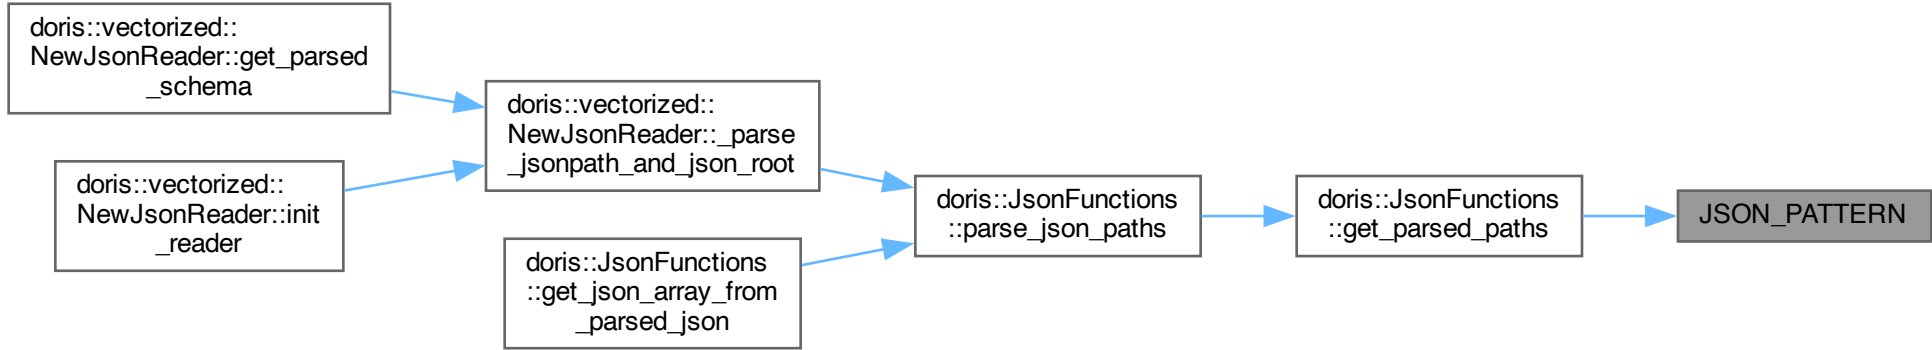 doris::vectorized::
NewJsonReader::get_parsed
_schema
doris::vectorized::
NewJsonReader::init
_reader
doris::vectorized::
NewJsonReader::_parse
_jsonpath_and_json_root
doris::JsonFunctions
::get_json_array_from
_parsed_json
doris::JsonFunctions
::parse_json_paths
doris::JsonFunctions
::get_parsed_paths
JSON_PATTERN